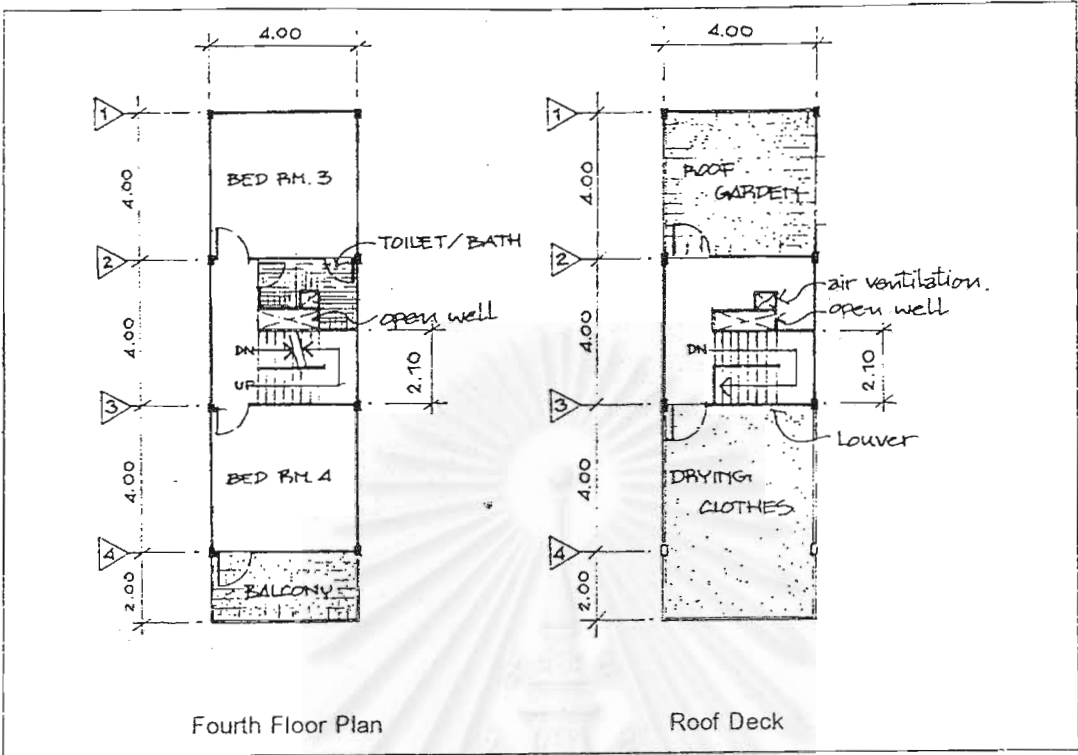 4.00
1
4.00
BED RM. 3
2
TOILET/BATH
open well
4.00
DN
UP
2.10
3
4.00
BED RM. 4
4
2.00
BALCONY
Fourth Floor Plan
4.00
1
4.00
ROOF
GARDEN
2
air ventilation.
open well
4.00
DN
2.10
3
Louver
4.00
DRYING
CLOTHES
4
2.00
Roof Deck